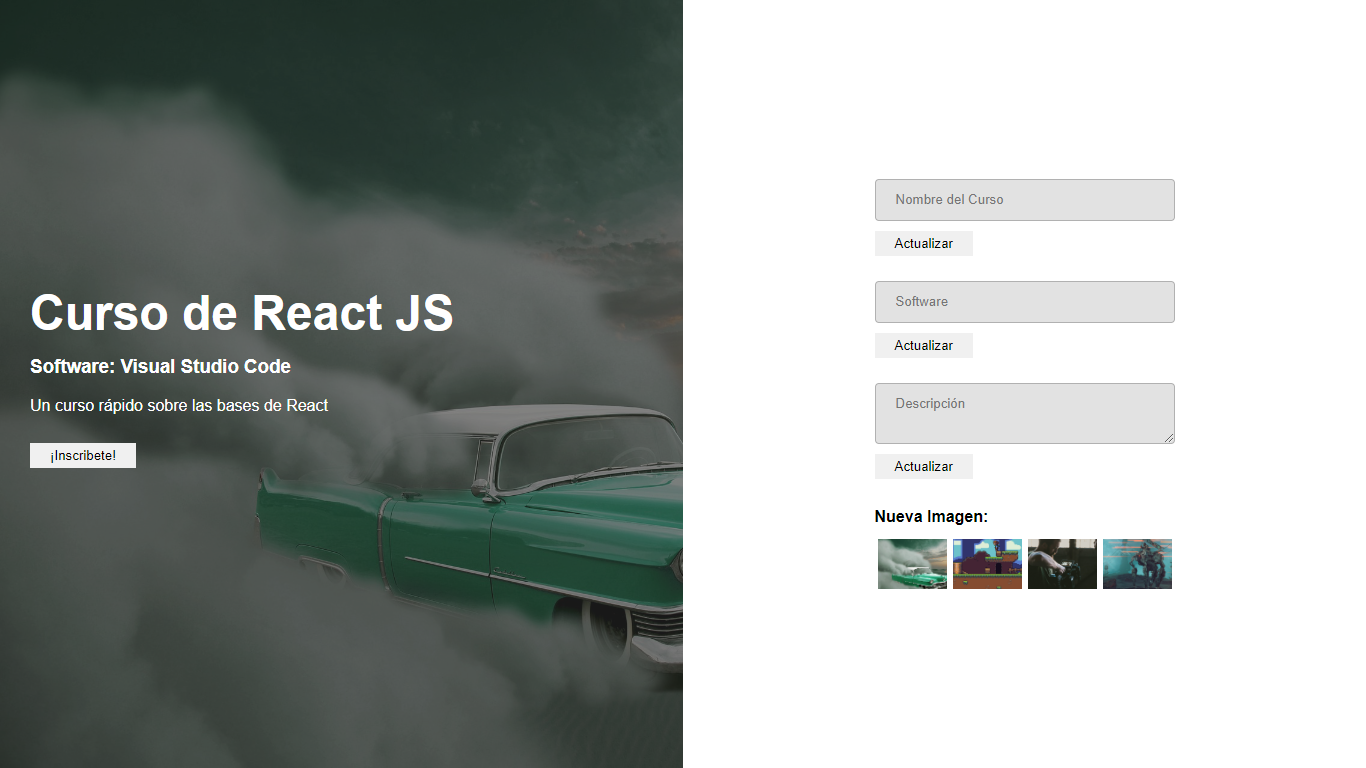 Curso de React JS
Software: Visual Studio Code
Un curso rápido sobre las bases de React
¡Inscribete!
Nombre del Curso
Actualizar
Software
Actualizar
Descripción
Actualizar
Nueva Imagen: